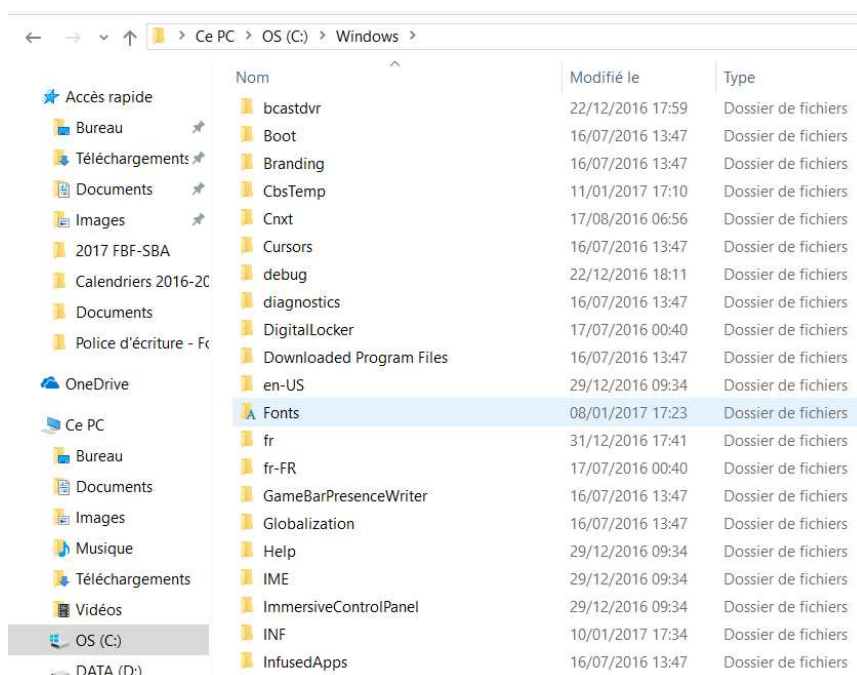 Ce PC > OS (C:) > Windows >
Nom Modifié le Type
Accès rapide
Bureau
Téléchargements
Documents
Images
2017 FBF-SBA
Calendriers 2016-20
Documents
Police d'écriture - Fo
OneDrive
Ce PC
Bureau
Documents
Images
Musique
Téléchargements
Vidéos
OS (C:)
DATA (D:)
bcastdvr 22/12/2016 17:59 Dossier de fichiers
Boot 16/07/2016 13:47 Dossier de fichiers
Branding 16/07/2016 13:47 Dossier de fichiers
CbsTemp 11/01/2017 17:10 Dossier de fichiers
Cnxt 17/08/2016 06:56 Dossier de fichiers
Cursors 16/07/2016 13:47 Dossier de fichiers
debug 22/12/2016 18:11 Dossier de fichiers
diagnostics 16/07/2016 13:47 Dossier de fichiers
DigitalLocker 17/07/2016 00:40 Dossier de fichiers
Downloaded Program Files 16/07/2016 13:47 Dossier de fichiers
en-US 29/12/2016 09:34 Dossier de fichiers
Fonts 08/01/2017 17:23 Dossier de fichiers
fr 31/12/2016 17:41 Dossier de fichiers
fr-FR 17/07/2016 00:40 Dossier de fichiers
GameBarPresenceWriter 16/07/2016 13:47 Dossier de fichiers
Globalization 16/07/2016 13:47 Dossier de fichiers
Help 29/12/2016 09:34 Dossier de fichiers
IME 29/12/2016 09:34 Dossier de fichiers
ImmersiveControlPanel 29/12/2016 09:34 Dossier de fichiers
INF 10/01/2017 17:34 Dossier de fichiers
InfusedApps 16/07/2016 13:47 Dossier de fichiers